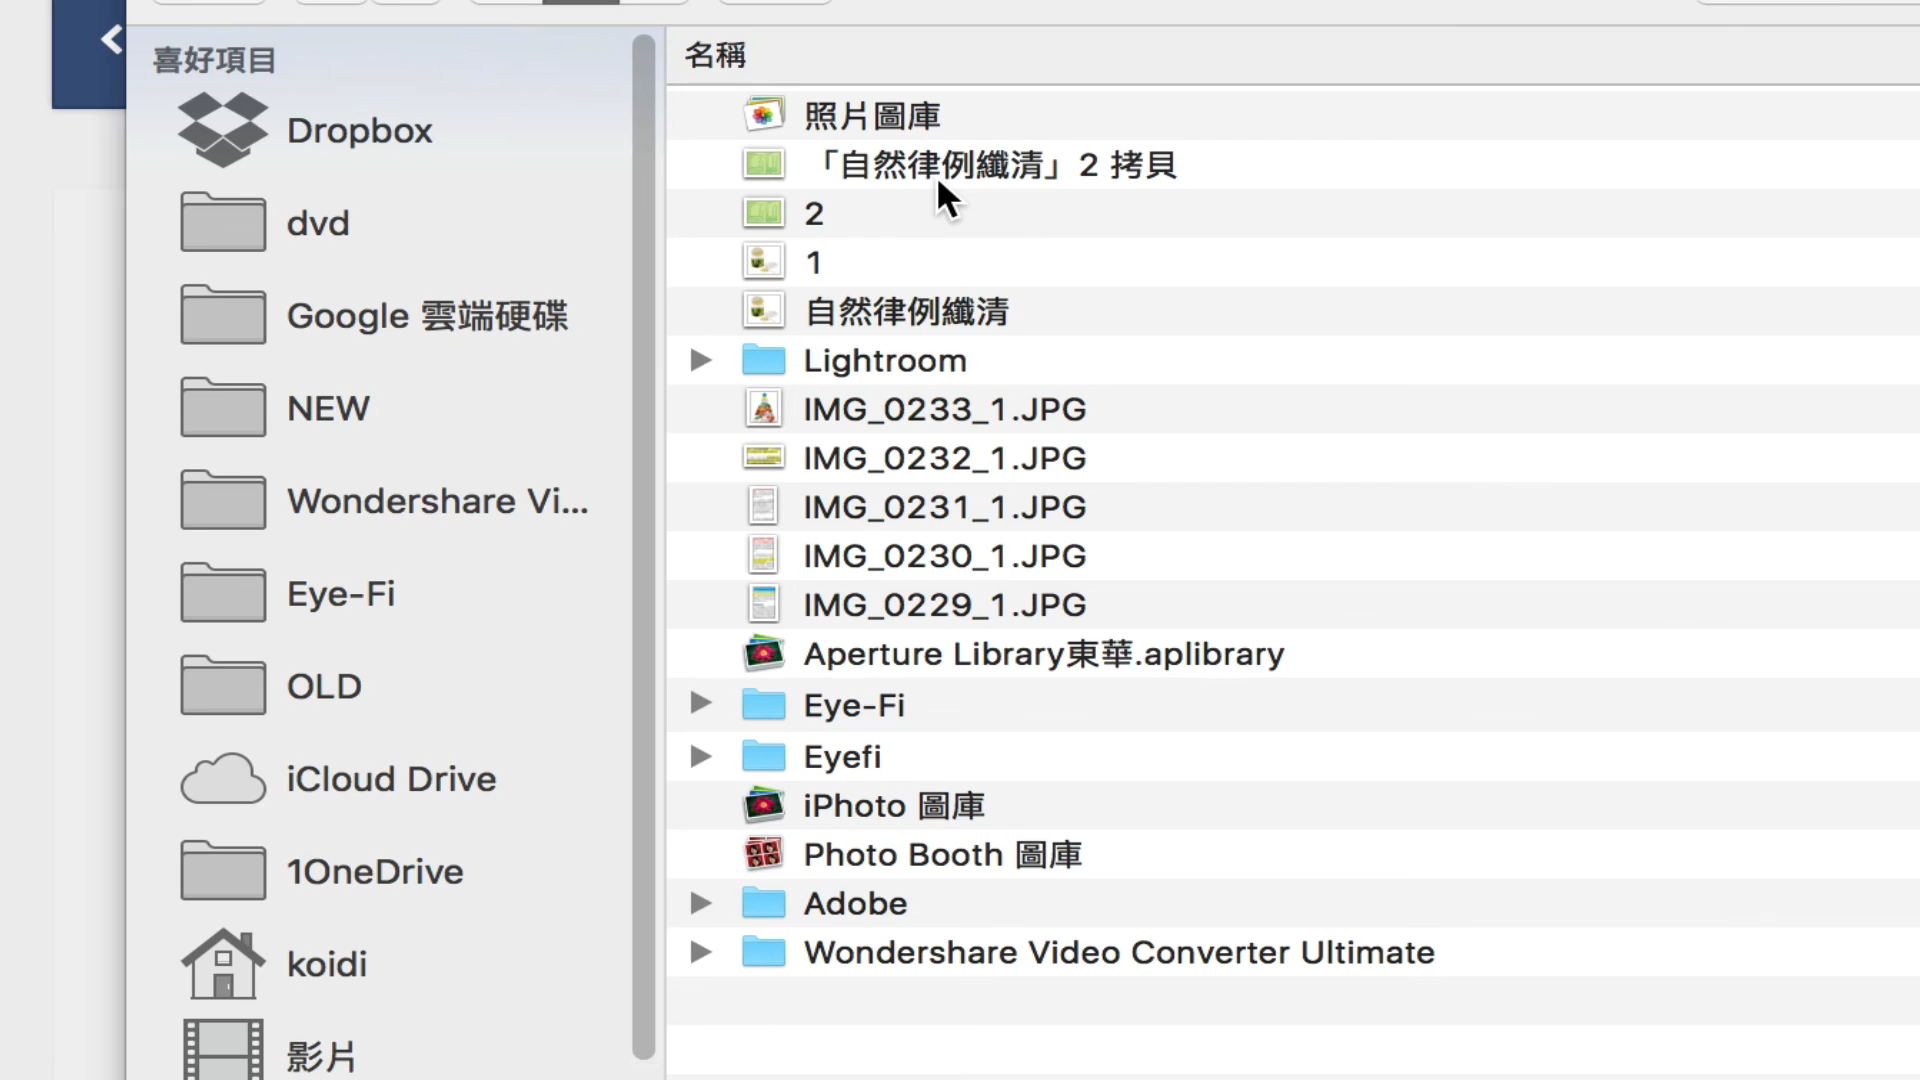 喜好項目
Dropbox
dvd
Google 雲端硬碟
NEW
Wondershare Vi...
Eye-Fi
OLD
iCloud Drive
1OneDrive
koidi
影片
名稱
照片圖庫
「自然律例纖清」2 拷貝
2
1
自然律例纖清
Lightroom
IMG_0233_1.JPG
IMG_0232_1.JPG
IMG_0231_1.JPG
IMG_0230_1.JPG
IMG_0229_1.JPG
Aperture Library東華.aplibrary
Eye-Fi
Eyefi
iPhoto 圖庫
Photo Booth 圖庫
Adobe
Wondershare Video Converter Ultimate